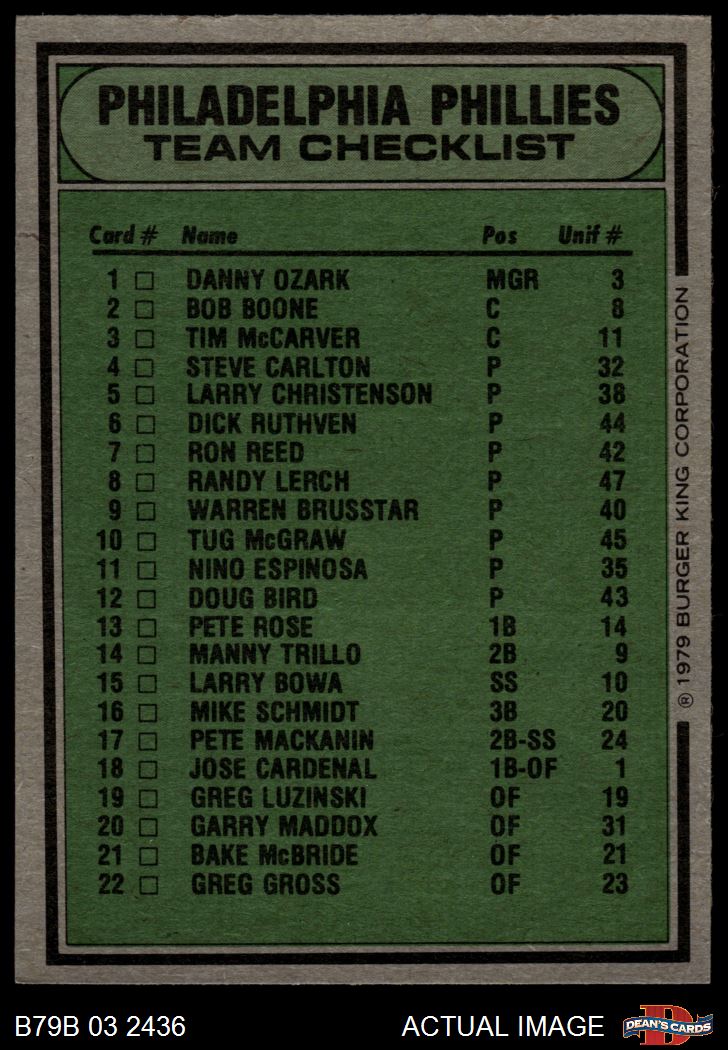 PHILADELPHIA PHILLIES
TEAM CHECKLIST
Card # Name Pos Unif #
1 □ DANNY OZARK MGR 3
2 □ BOB BOONE C 8
3 □ TIM McCARVER C 11
4 □ STEVE CARLTON P 32
5 □ LARRY CHRISTENSON P 38
6 □ DICK RUTHVEN P 44
7 □ RON REED P 42
8 □ RANDY LERCH P 47
9 □ WARREN BRUSSTAR P 40
10 □ TUG McGRAW P 45
11 □ NINO ESPINOSA P 35
12 □ DOUG BIRD P 43
13 □ PETE ROSE 1B 14
14 □ MANNY TRILLO 2B 9
15 □ LARRY BOWA SS 10
16 □ MIKE SCHMIDT 3B 20
17 □ PETE MACKANIN 2B-SS 24
18 □ JOSE CARDENAL 1B-OF 1
19 □ GREG LUZINSKI OF 19
20 □ GARRY MADDOX OF 31
21 □ BAKE McBRIDE OF 21
22 □ GREG GROSS OF 23
® 1979 BURGER KING CORPORATION
B79B 03 2436 ACTUAL IMAGE
D
DEAN'S CARDS